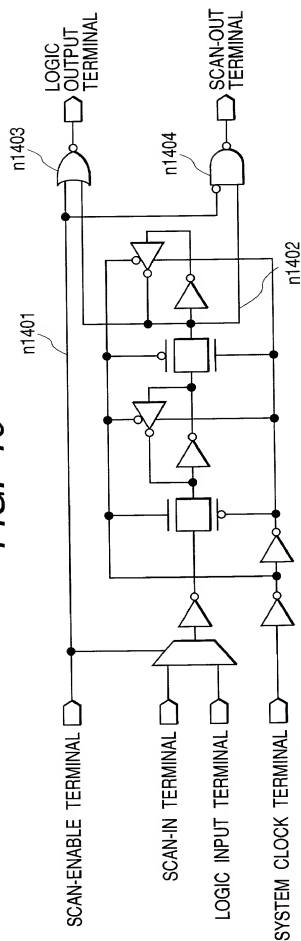 FIG.
n1401
n1403
LOGIC
OUTPUT
TERMINAL
SCAN-ENABLE TERMINAL
SCAN-IN TERMINAL
LOGIC INPUT TERMINAL
SYSTEM CLOCK TERMINAL
SCAN-OUT
TERMINAL
n1404
n1402